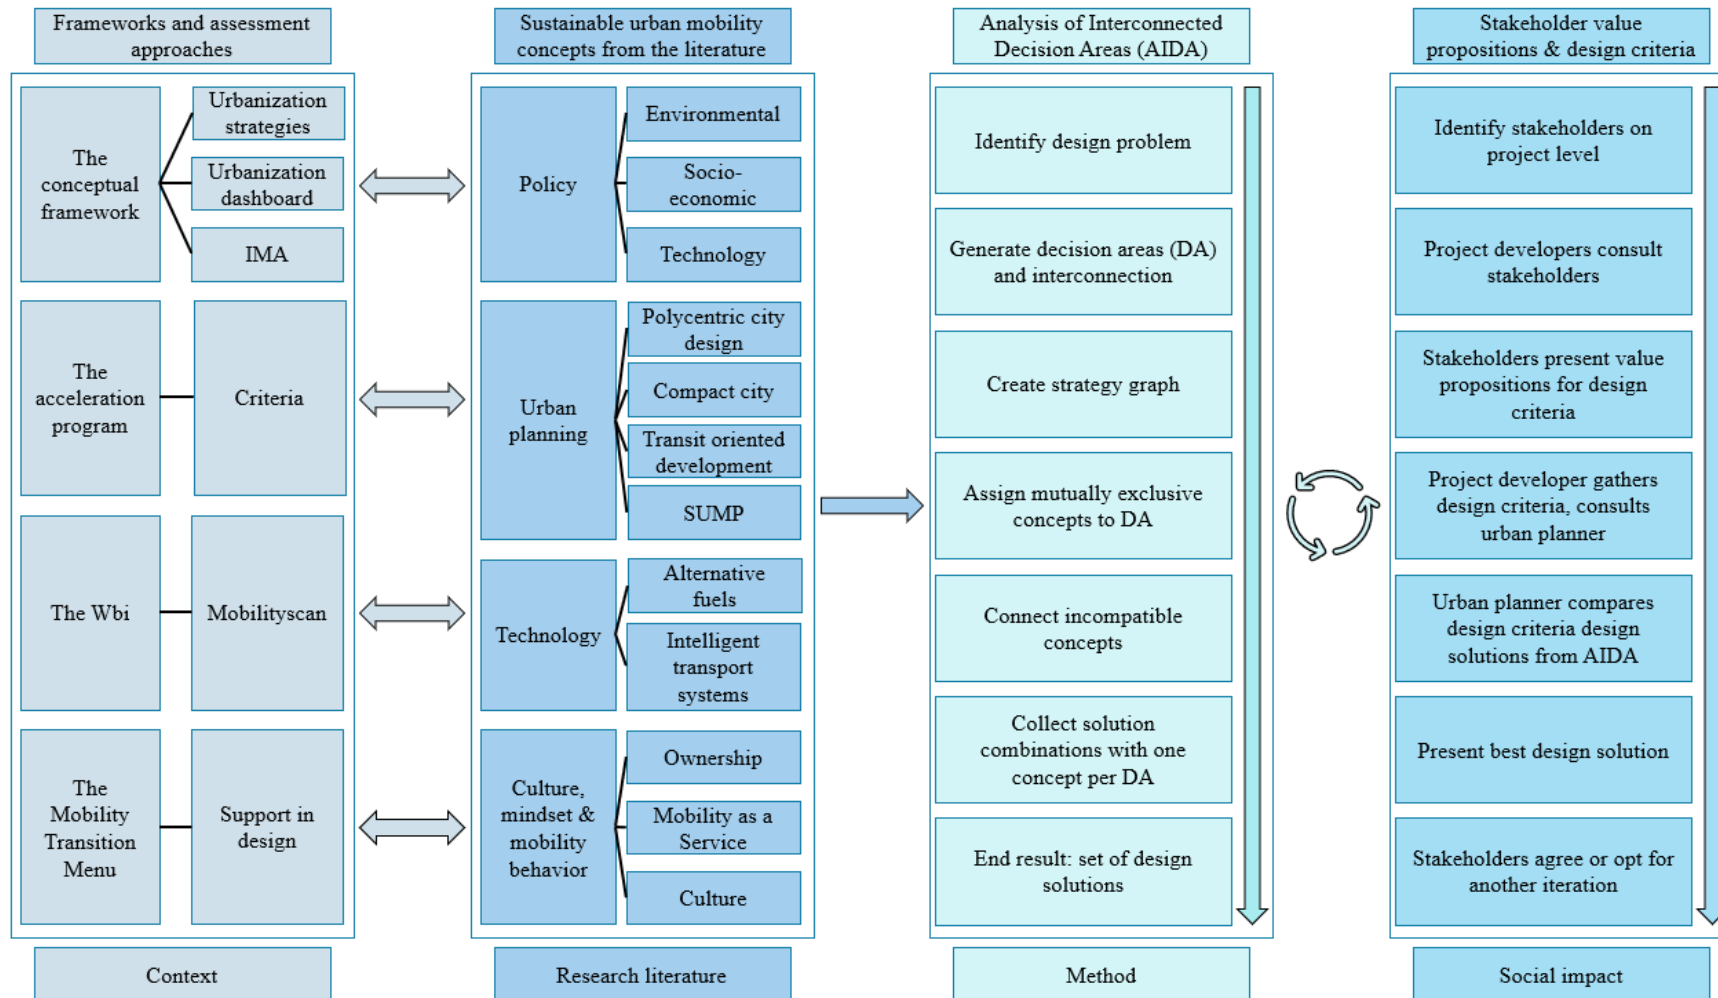 Frameworks and assessment
approaches
The
conceptual
framework
Urbanization
strategies
Urbanization
dashboard
IMA
The
acceleration
program
Criteria
The Wbi
Mobilityscan
The
Mobility
Transition
Menu
Support in
design
Context
Sustainable urban mobility
concepts from the literature
Policy
Environmental
Socio-
economic
Technology
Urban
planning
Polycentric city
design
Compact city
Transit oriented
development
SUMP
Technology
Alternative
fuels
Intelligent
transport
systems
Culture,
mindset &
mobility
behavior
Ownership
Mobility as a
Service
Culture
Research literature
Analysis of Interconnected
Decision Areas (AIDA)
Identify design problem
Generate decision areas (DA)
and interconnection
Create strategy graph
Assign mutually exclusive
concepts to DA
Connect incompatible
concepts
Collect solution
combinations with one
concept per DA
End result: set of design
solutions
Method
Stakeholder value
propositions & design criteria
Identify stakeholders on
project level
Project developers consult
stakeholders
Stakeholders present value
propositions for design
criteria
Project developer gathers
design criteria, consults
urban planner
Urban planner compares
design criteria design
solutions from AIDA
Present best design solution
Stakeholders agree or opt for
another iteration
Social impact